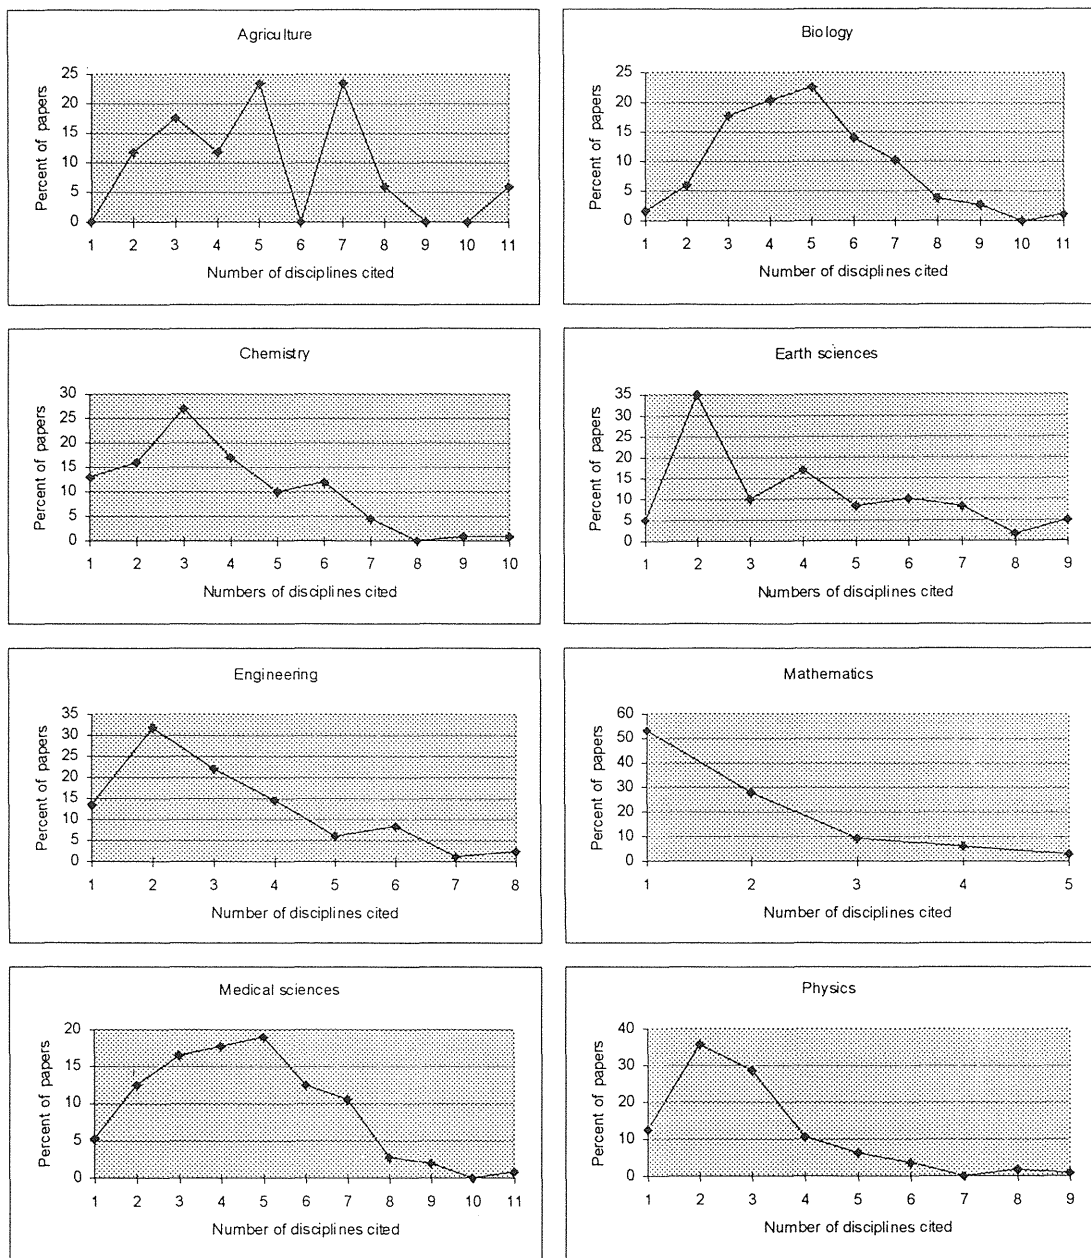 Agriculture
Percent of papers
25
20
15
10
5
0
1 2 3 4 5 6 7 8 9 10 11
Number of disciplines cited
Biology
Percent of papers
25
20
15
10
5
0
1 2 3 4 5 6 7 8 9 10 11
Number of disciplines cited
Chemistry
Percent of papers
30
25
20
15
10
5
0
1 2 3 4 5 6 7 8 9 10
Numbers of disciplines cited
Earth sciences
Percent of papers
35
30
25
20
15
10
5
0
1 2 3 4 5 6 7 8 9
Numbers of disciplines cited
Engineering
Percent of papers
35
30
25
20
15
10
5
0
1 2 3 4 5 6 7 8
Number of disciplines cited
Mathematics
Percent of papers
60
50
40
30
20
10
0
1 2 3 4 5
Number of disciplines cited
Medical sciences
Percent of papers
20
15
10
5
0
1 2 3 4 5 6 7 8 9 10 11
Number of disciplines cited
Physics
Percent of papers
40
30
20
10
0
1 2 3 4 5 6 7 8 9
Number of disciplines cited